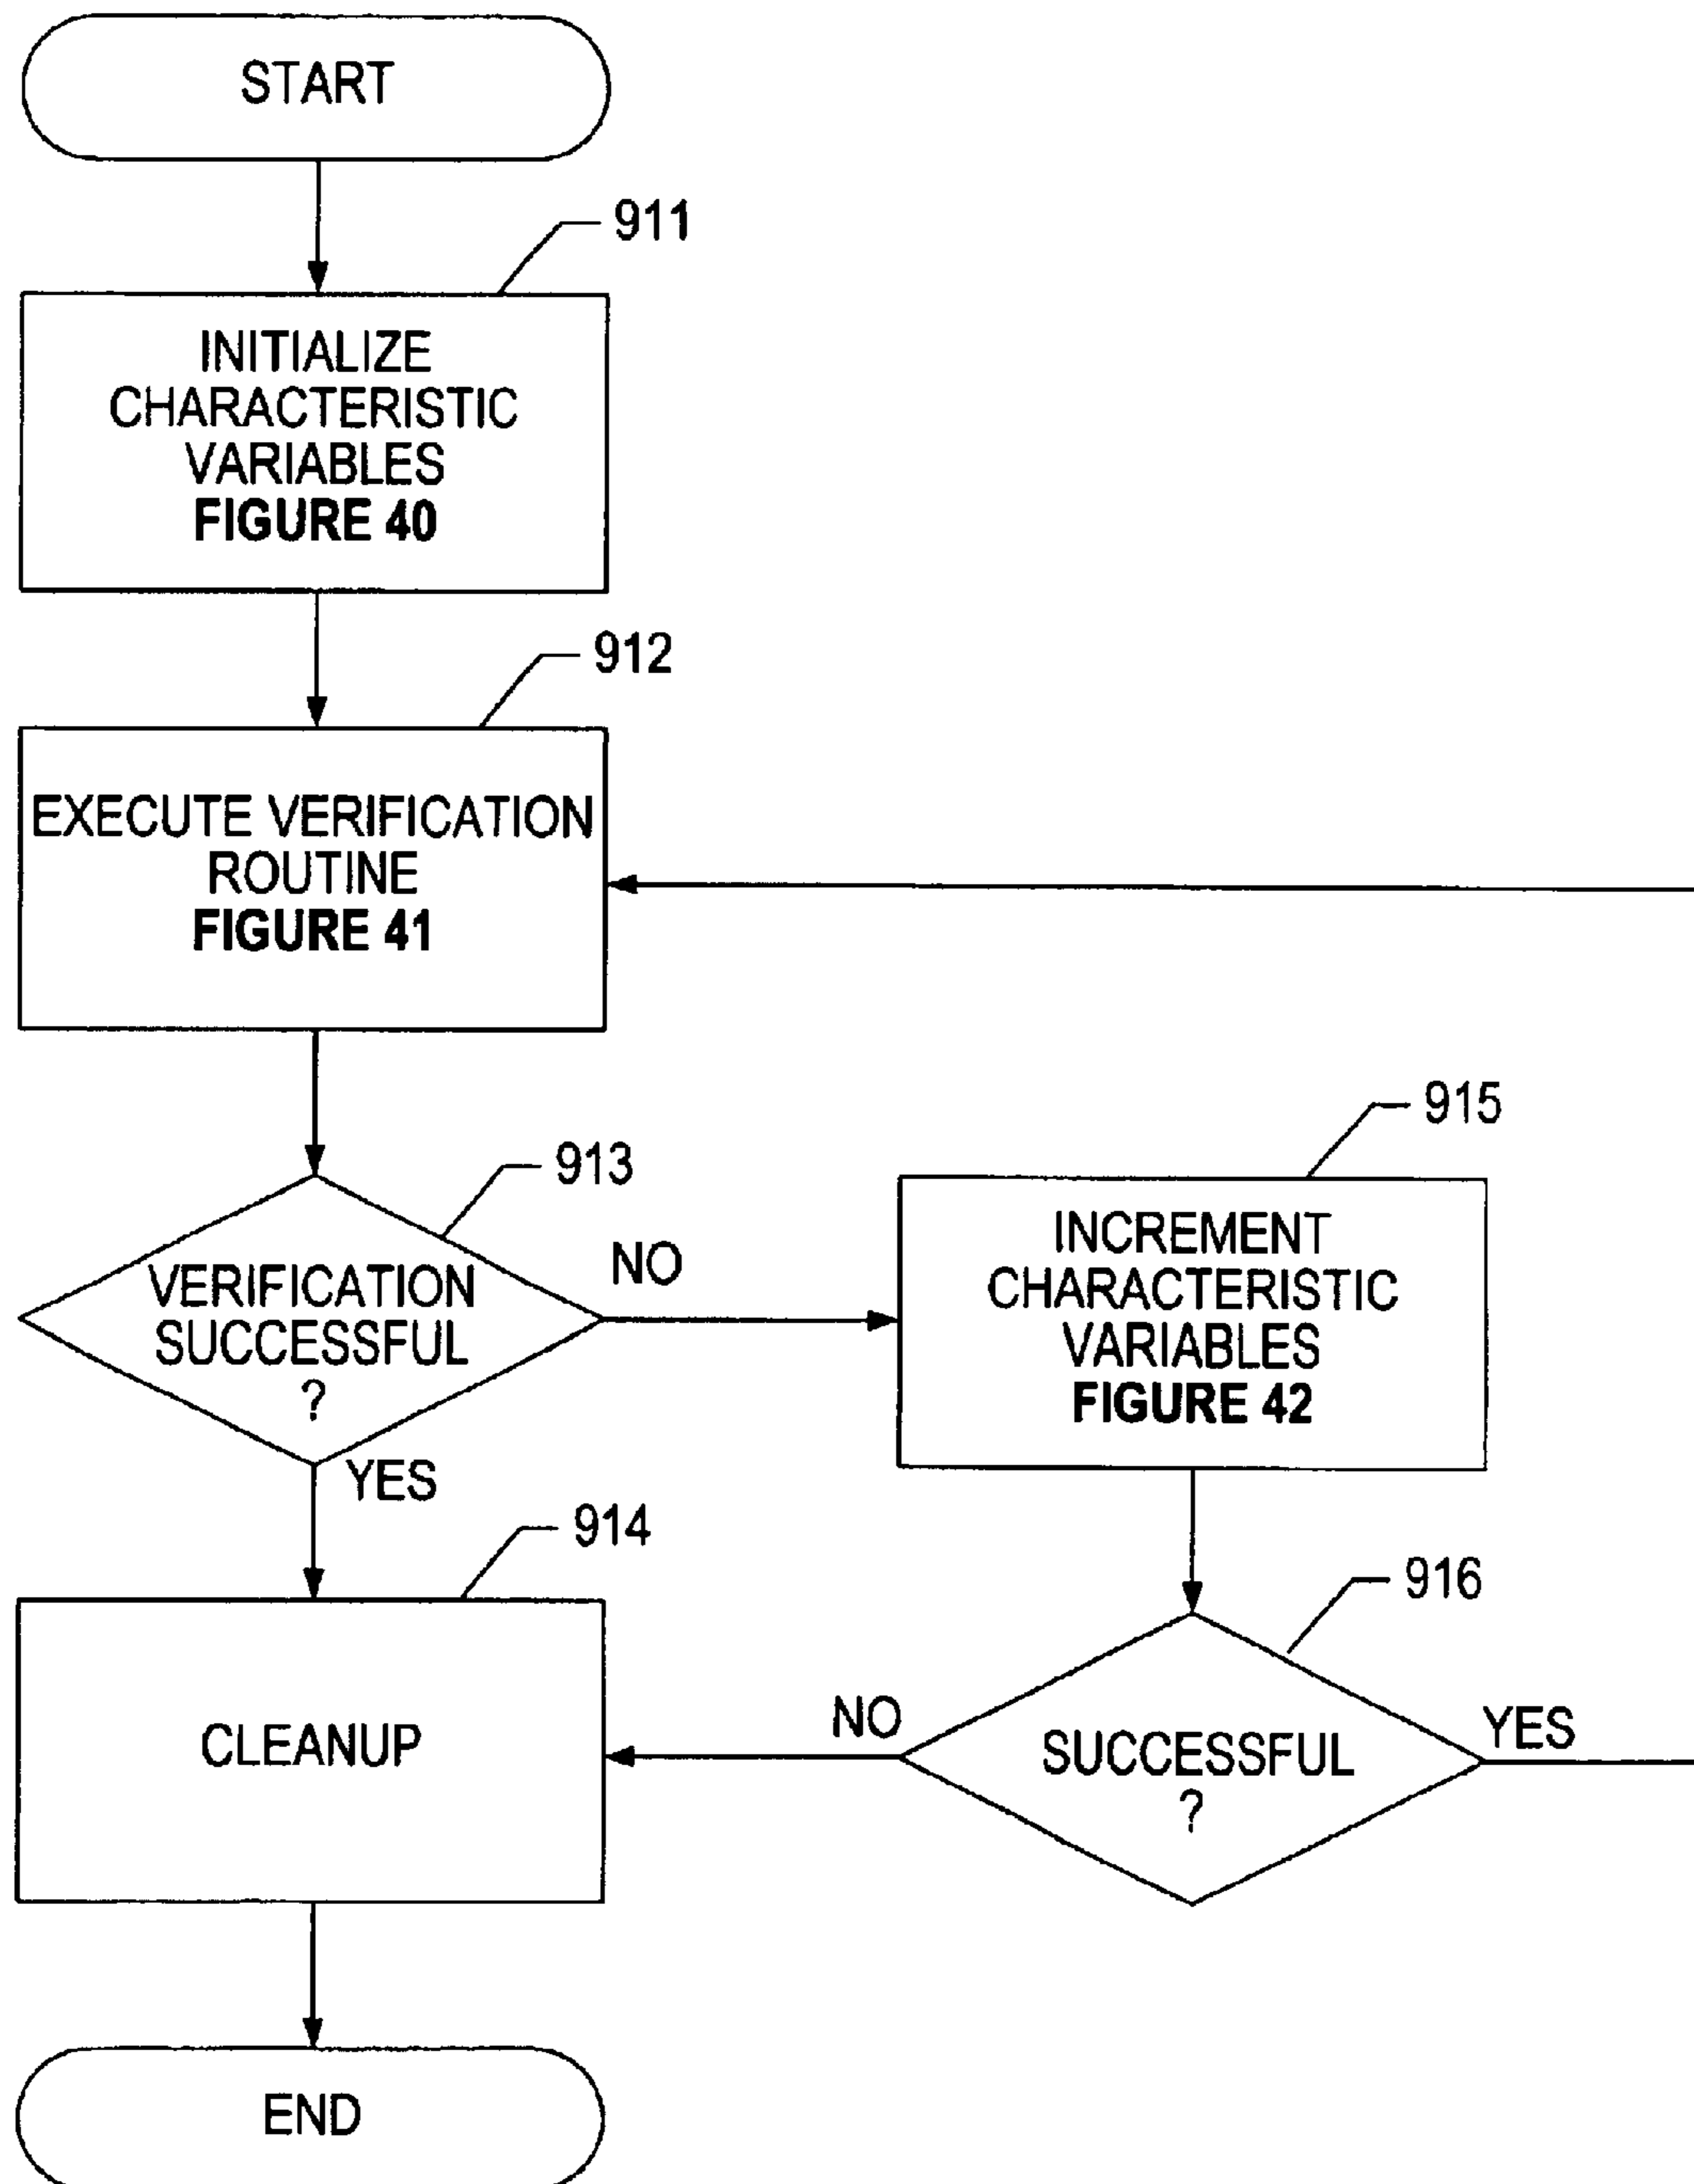 START
911
INITIALIZE
CHARACTERISTIC
VARIABLES
FIGURE 40
912
EXECUTE VERIFICATION
ROUTINE
FIGURE 41
913
VERIFICATION
SUCCESSFUL
?
NO
YES
915
INCREMENT
CHARACTERISTIC
VARIABLES
FIGURE 42
914
CLEANUP
916
SUCCESSFUL
?
NO
YES
END